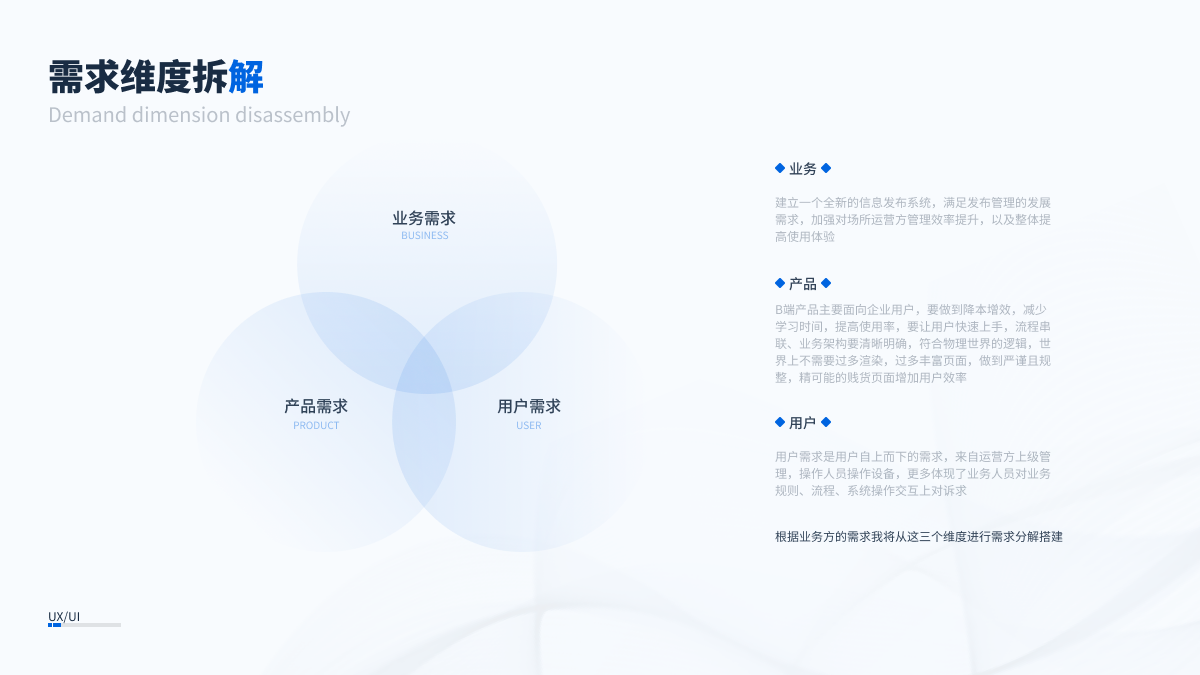 需求维度拆解
Demand dimension disassembly
业务需求
BUSINESS
产品需求
PRODUCT
用户需求
USER
业务
建立一个全新的信息发布系统，满足发布管理的发展
需求，加强对场所运营方管理效率提升，以及整体提
高使用体验
产品
B端产品主要面向企业用户，要做到降本增效，减少
学习时间，提高使用率，要让用户快速上手，流程串
联、业务架构要清晰明确，符合物理世界的逻辑，世
界上不需要过多渲染，过多丰富页面，做到严谨且规
整，精可能的贱货页面增加用户效率
用户
用户需求是用户自上而下的需求，来自运营方上级管
理，操作人员操作设备，更多体现了业务人员对业务
规则、流程、系统操作交互上对诉求
根据业务方的需求我将从这三个维度进行需求分解搭建
UX/UI